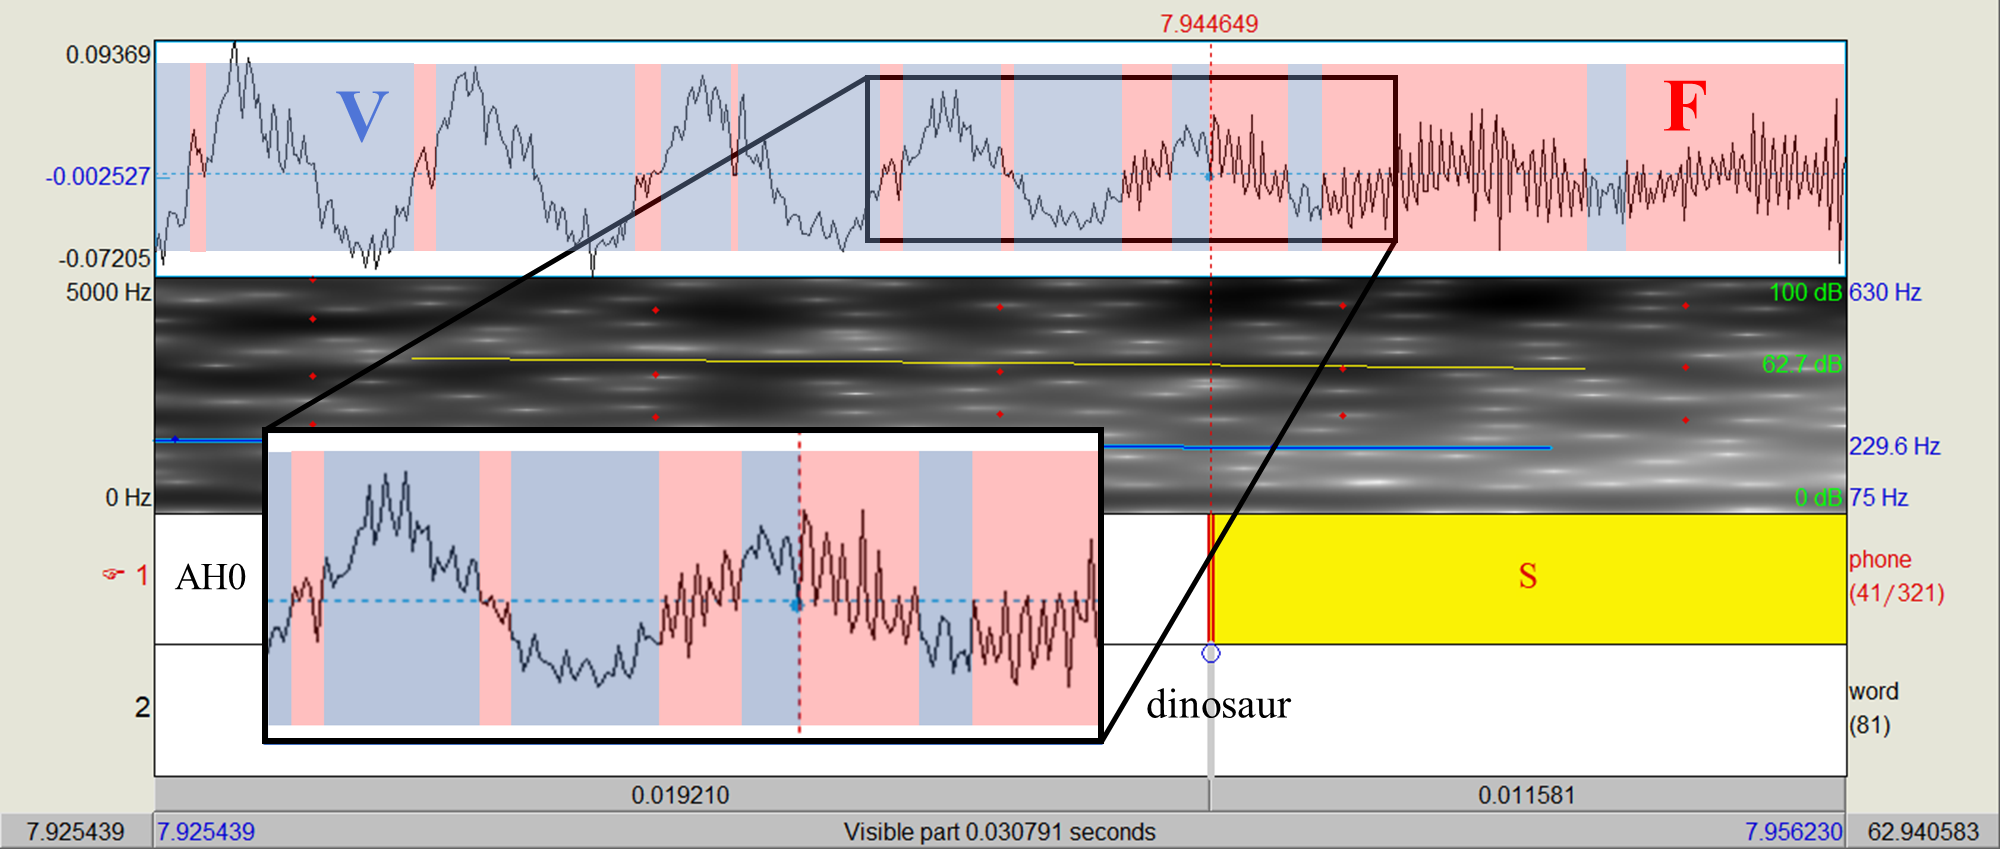 7.944649
0.09369
V
F
-0.002527
-0.07205
5000 Hz
100 dB
630 Hz
62.7 dB
229.6 Hz
0 Hz
0 dB
75 Hz
☞ 1
AH0
S
phone
(41/321)
2
dinosaur
word
(81)
0.019210
0.011581
7.925439
7.925439
Visible part 0.030791 seconds
7.956230
62.940583